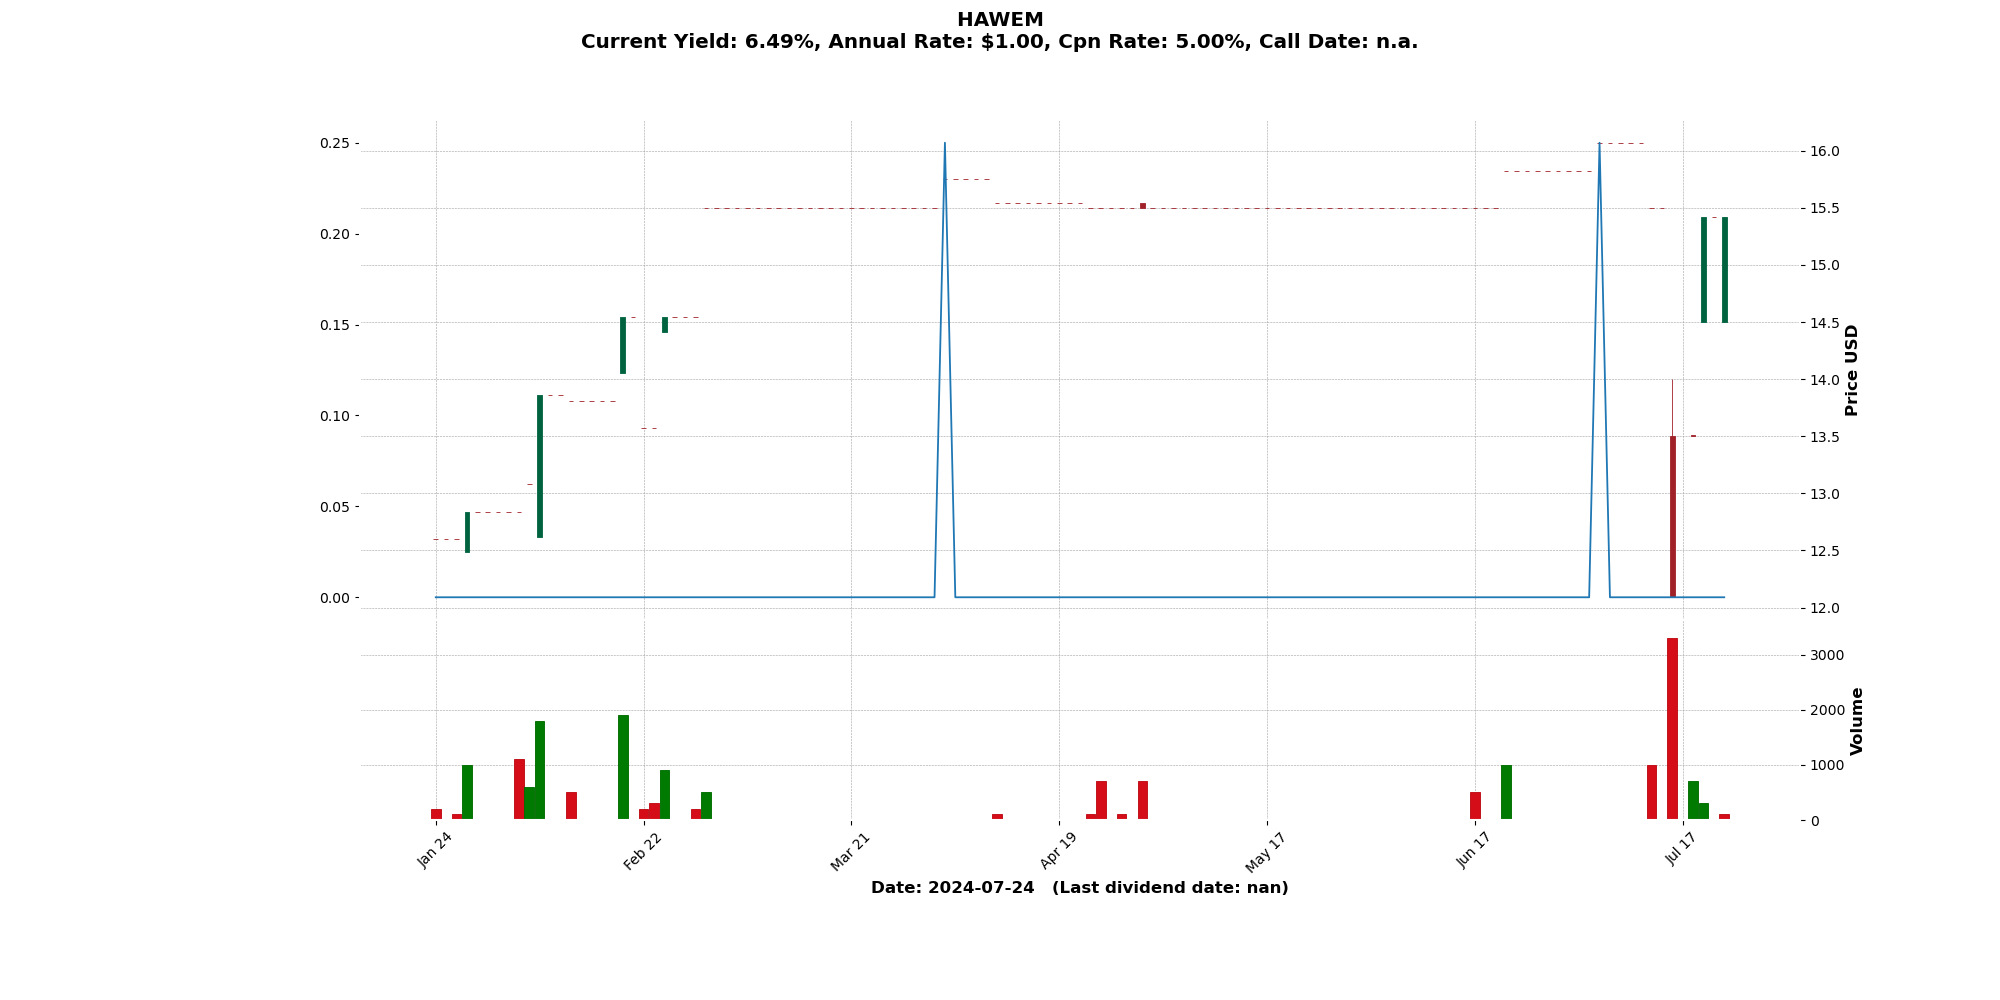 HAWEM
Current Yield: 6.49%, Annual Rate: $1.00, Cpn Rate: 5.00%, Call Date: n.a.
0.25
0.20
0.15
0.10
0.05
0.00
16.0
15.5
15.0
14.5
14.0
13.5
13.0
12.5
12.0
Price USD
3000
2000
1000
0
Volume
Jan 24
Feb 22
Mar 21
Apr 19
May 17
Jun 17
Jul 17
Date: 2024-07-24 (Last dividend date: nan)